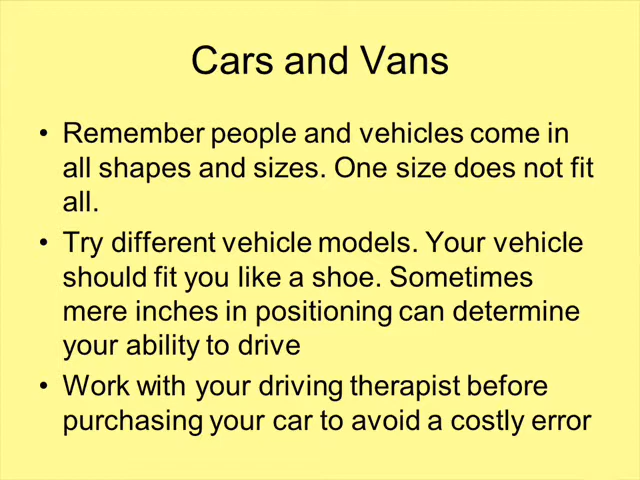 Cars and Vans
• Remember people and vehicles come in
all shapes and sizes. One size does not fit
all.
• Try different vehicle models. Your vehicle
should fit you like a shoe. Sometimes
mere inches in positioning can determine
your ability to drive
• Work with your driving therapist before
purchasing your car to avoid a costly error